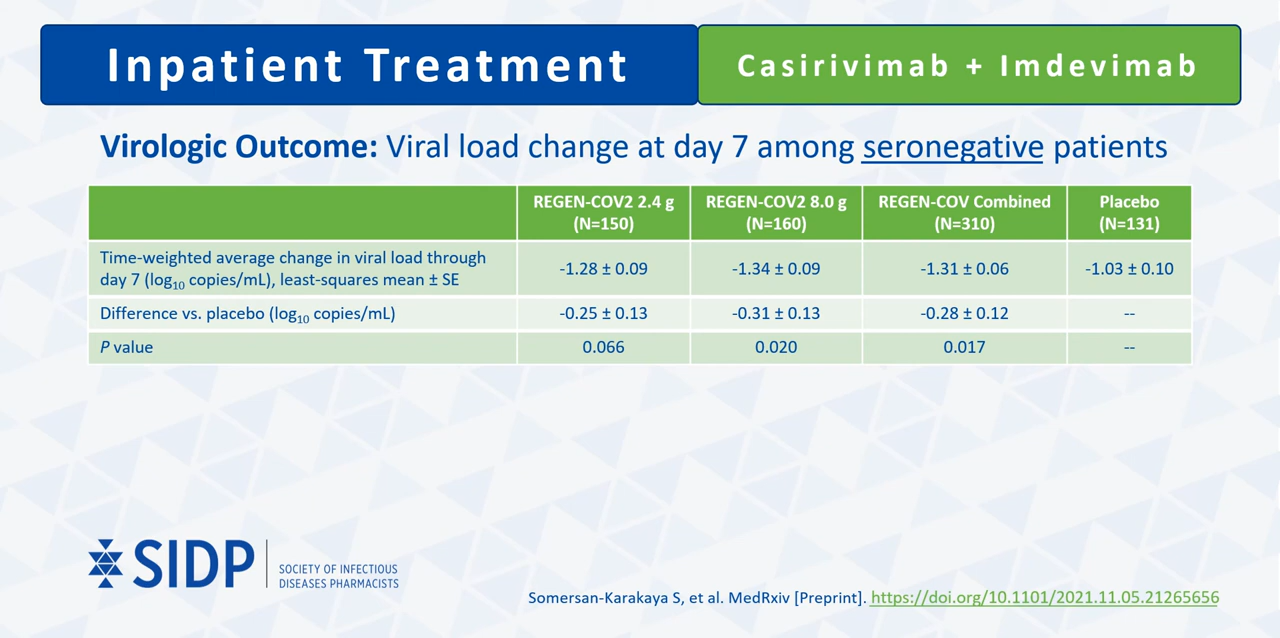 Inpatient Treatment
Casirivimab + Imdevimab
Virologic Outcome: Viral load change at day 7 among seronegative patients
REGEN-COV2 2.4 g
(N=150)
REGEN-COV2 8.0 g
(N=160)
REGEN-COV Combined
(N=310)
Placebo
(N=131)
Time-weighted average change in viral load through
day 7 (log10 copies/mL), least-squares mean ± SE
-1.28 ± 0.09
-1.34 ± 0.09
-1.31 ± 0.06
-1.03 ± 0.10
Difference vs. placebo (log10 copies/mL)
-0.25 ± 0.13
-0.31 ± 0.13
-0.28 ± 0.12
--
P value
0.066
0.020
0.017
--
SIDP
SOCIETY OF INFECTIOUS
DISEASES PHARMACISTS
Somersan-Karakaya S, et al. MedRxiv [Preprint]. https://doi.org/10.1101/2021.11.05.21265656